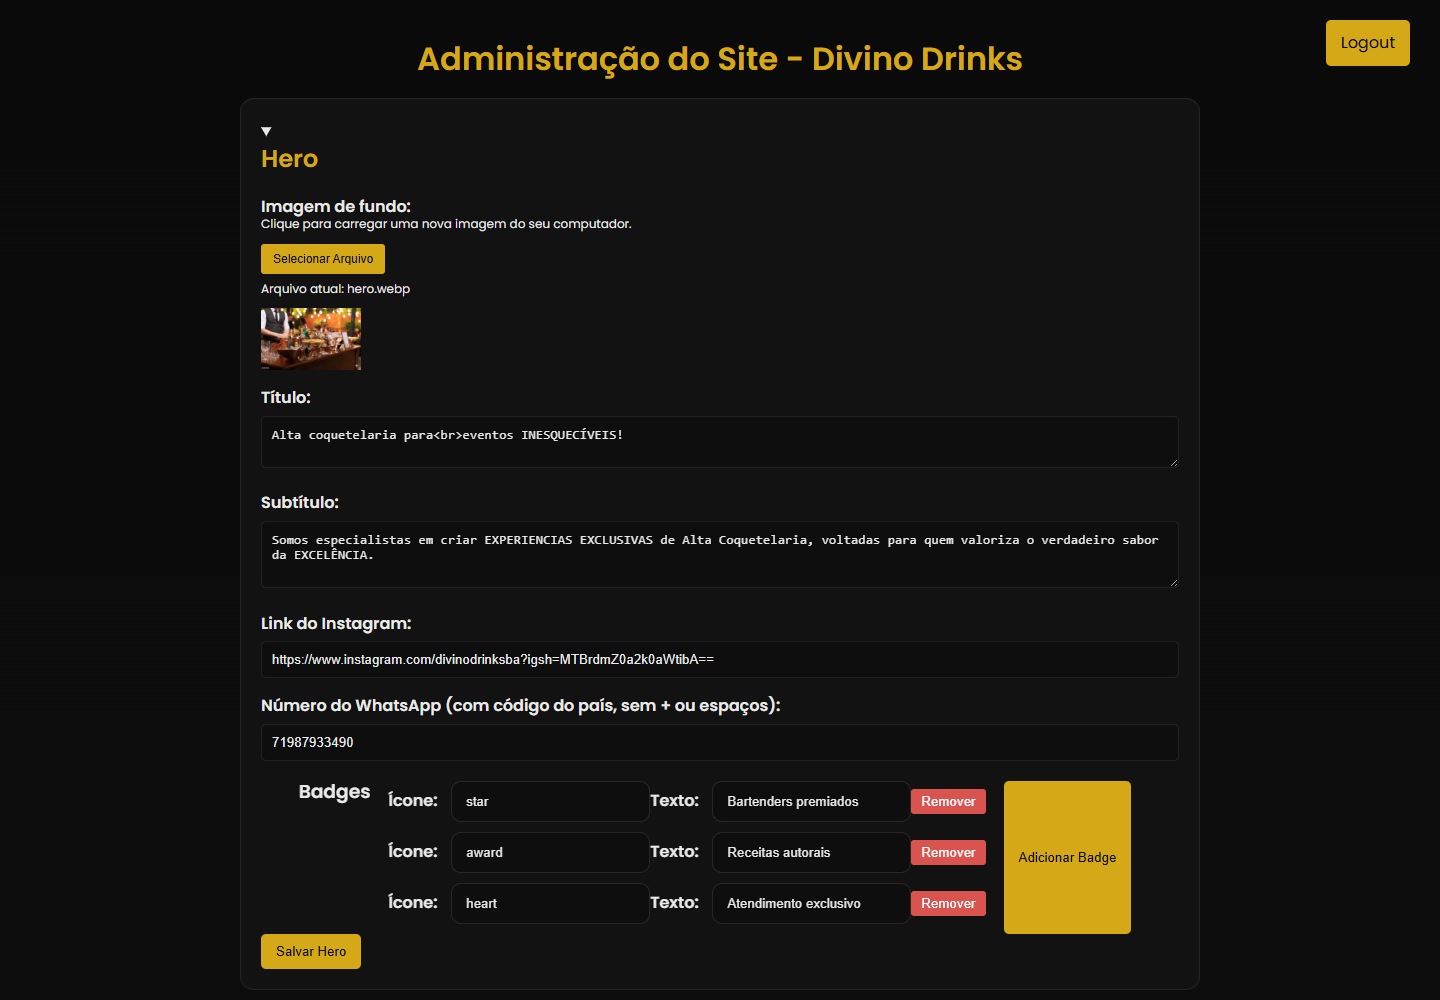 Logout
Administração do Site - Divino Drinks
Hero
Imagem de fundo:
Clique para carregar uma nova imagem do seu computador.
Selecionar Arquivo
Arquivo atual: hero.webp
Título:
Alta coquetelaria para<br>eventos INESQUECÍVEIS!
Subtítulo:
Somos especialistas em criar EXPERIENCIAS EXCLUSIVAS de Alta Coquetelaria, voltadas para quem valoriza o verdadeiro sabor
da EXCELÊNCIA.
Link do Instagram:
https://www.instagram.com/divinodrinksba?igsh=MTBrdmZ0a2k0aWtibA==
Número do WhatsApp (com código do país, sem + ou espaços):
71987933490
Badges
Ícone: star Texto: Bartenders premiados Remover
Ícone: award Texto: Receitas autorais Remover
Ícone: heart Texto: Atendimento exclusivo Remover
Adicionar Badge
Salvar Hero